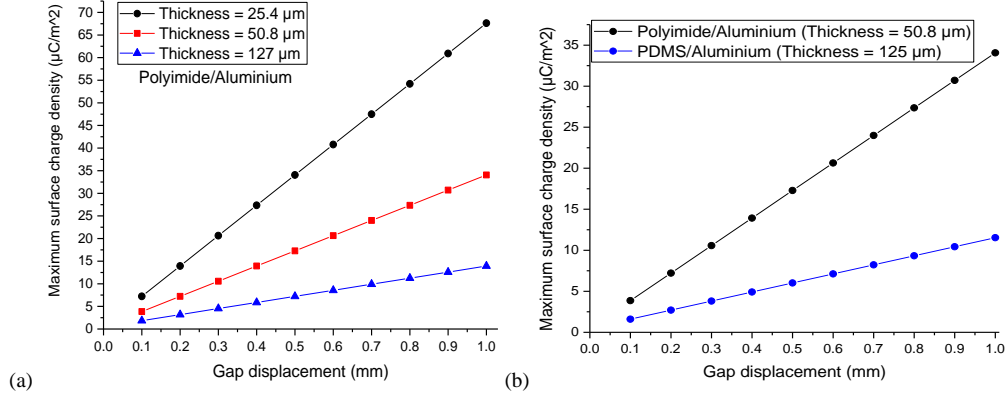 Thickness = 25.4 µm
Thickness = 50.8 µm
Thickness = 127 µm
Polyimide/Aluminium
Maximum surface charge density (µC/m^2)
70
65
60
55
50
45
40
35
30
25
20
15
10
5
0
0.0 0.1 0.2 0.3 0.4 0.5 0.6 0.7 0.8 0.9 1.0
Gap displacement (mm)
(a)
Polyimide/Aluminium (Thickness = 50.8 µm)
PDMS/Aluminium (Thickness = 125 µm)
Maximum surface charge density (µC/m^2)
35
30
25
20
15
10
5
0
0.0 0.1 0.2 0.3 0.4 0.5 0.6 0.7 0.8 0.9 1.0
Gap displacement (mm)
(b)